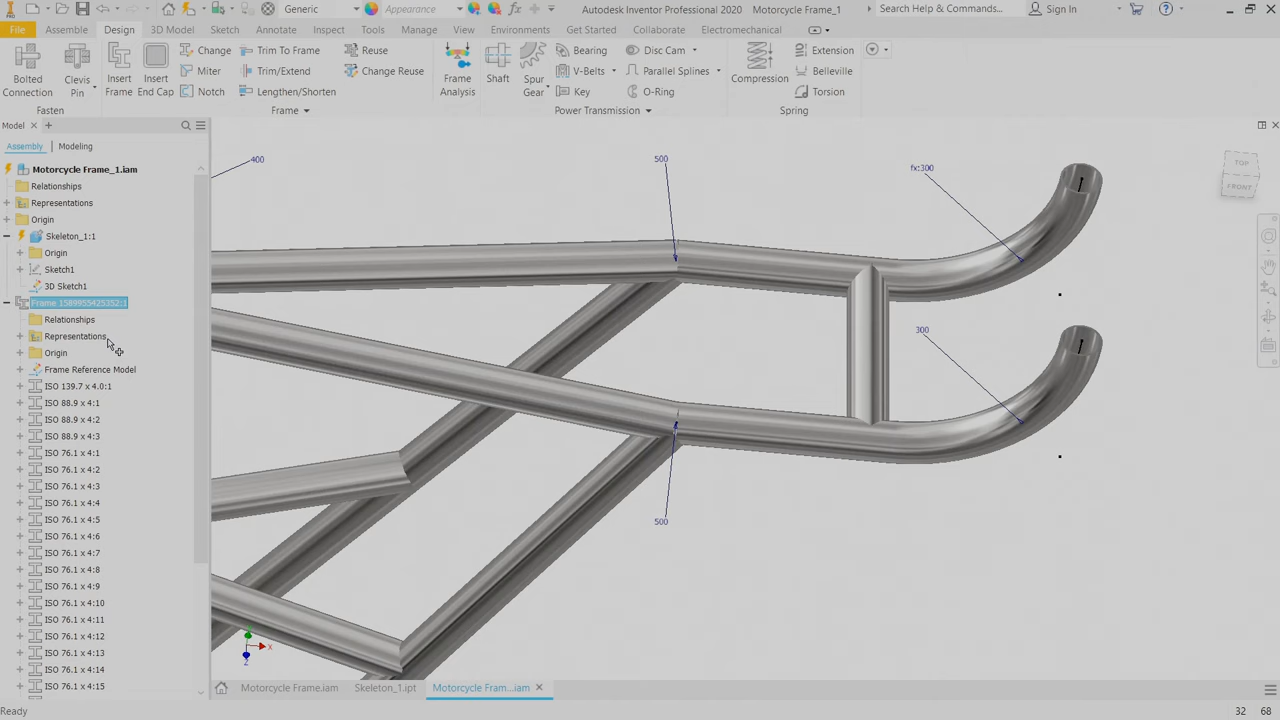 Generic
Appearance
Autodesk Inventor Professional 2020
Motorcycle Frame_1
Search Help & Commands...
Sign In
File
Assembly
Design
3D Model
Sketch
Annotate
Inspect
Tools
Manage
View
Environments
Get Started
Collaborate
Electromechanical
Bolted Connection
Clevis Pin
Insert Frame
Insert End Cap
Change
Miter
Notch
Trim To Frame
Trim/Extend
Lengthen/Shorten
Reuse
Change Reuse
Frame Analysis
Shaft
Spur Gear
Bearing
V-Belts
Key
Disc Cam
Parallel Splines
O-Ring
Compression
Extension
Belleville
Torsion
Fasten
Frame
Power Transmission
Spring
Model
Assembly
Modeling
Motorcycle Frame_1.iam
Relationships
Representations
Origin
Skeleton_1:1
Origin
Sketch1
3D Sketch1
Frame 1589955425352:1
Relationships
Representations
Origin
Frame Reference Model
ISO 139.7 x 4.0:1
ISO 88.9 x 4:1
ISO 88.9 x 4:2
ISO 88.9 x 4:3
ISO 76.1 x 4:1
ISO 76.1 x 4:2
ISO 76.1 x 4:3
ISO 76.1 x 4:4
ISO 76.1 x 4:5
ISO 76.1 x 4:6
ISO 76.1 x 4:7
ISO 76.1 x 4:8
ISO 76.1 x 4:9
ISO 76.1 x 4:10
ISO 76.1 x 4:11
ISO 76.1 x 4:12
ISO 76.1 x 4:13
ISO 76.1 x 4:14
ISO 76.1 x 4:15
400
500
fx:300
300
500
TOP
FRONT
X
Z
Motorcycle Frame.iam
Skeleton_1.ipt
Motorcycle Fram...iam
Ready
32
68